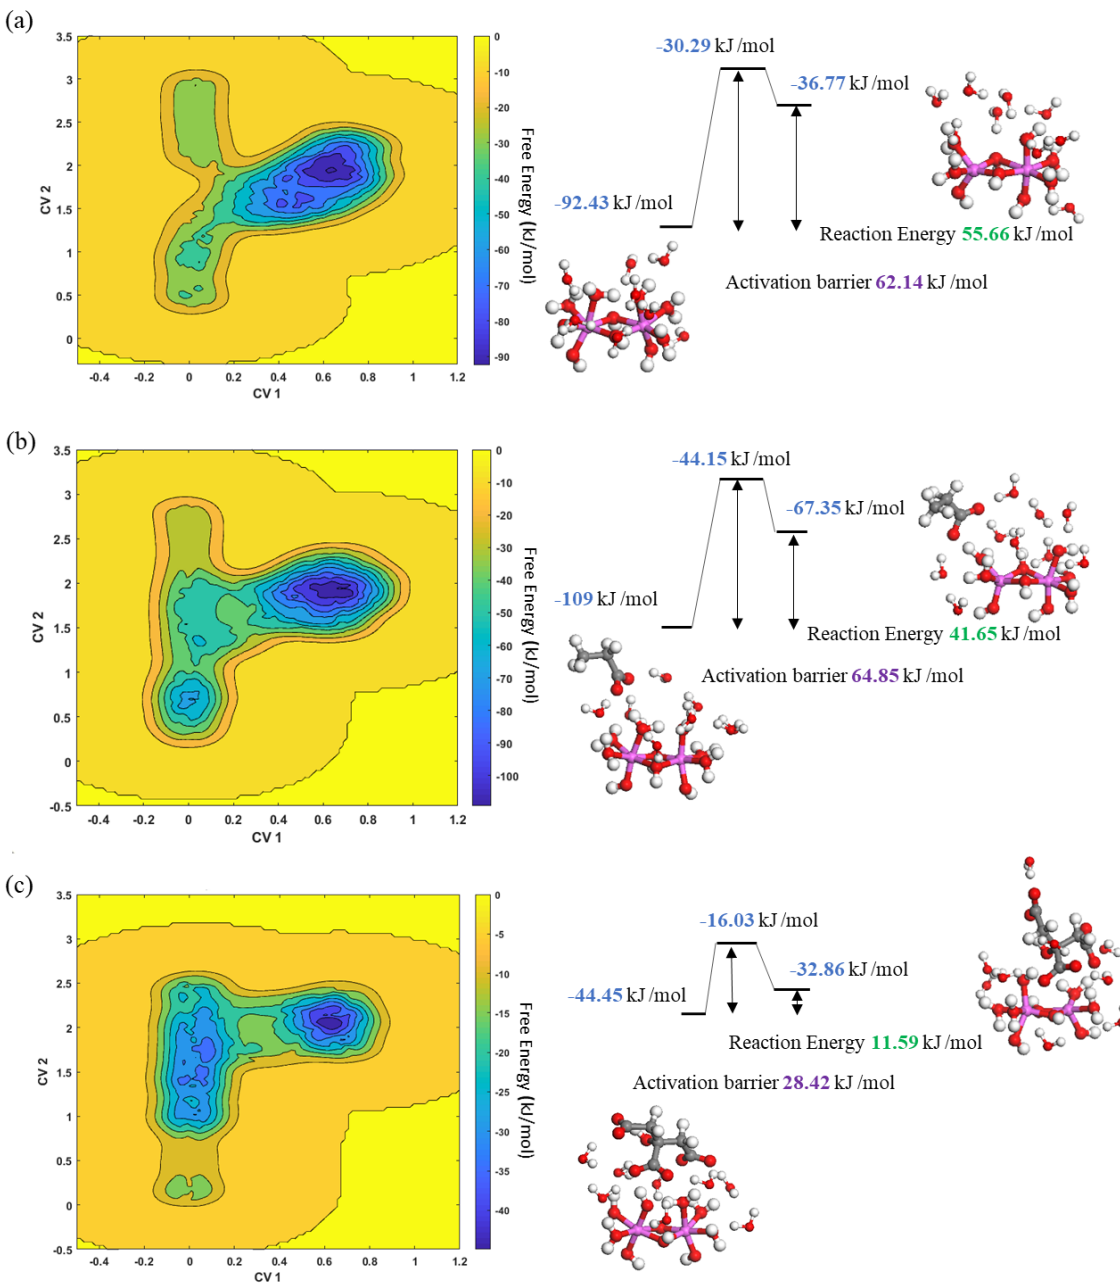 (a)
3.5
3
2.5
2
1.5
1
0.5
0
CV 2
-0.4 -0.2 0 0.2 0.4 0.6 0.8 1 1.2
CV 1
0
-10
-20
-30
-40
-50
-60
-70
-80
-90
Free Energy (kJ/mol)
-30.29 kJ/mol
-36.77 kJ/mol
-92.43 kJ/mol
Reaction Energy 55.66 kJ/mol
Activation barrier 62.14 kJ/mol
(b)
3.5
3
2.5
2
1.5
1
0.5
0
-0.5
CV 2
-0.4 -0.2 0 0.2 0.4 0.6 0.8 1 1.2
CV 1
0
-10
-20
-30
-40
-50
-60
-70
-80
-90
-100
Free Energy (kJ/mol)
-44.15 kJ/mol
-67.35 kJ/mol
-109 kJ/mol
Reaction Energy 41.65 kJ/mol
Activation barrier 64.85 kJ/mol
(c)
3.5
3
2.5
2
1.5
1
0.5
0
-0.5
CV 2
-0.4 -0.2 0 0.2 0.4 0.6 0.8 1 1.2
CV 1
0
-5
-10
-15
-20
-25
-30
-35
-40
Free Energy (kJ/mol)
-16.03 kJ/mol
-32.86 kJ/mol
-44.45 kJ/mol
Reaction Energy 11.59 kJ/mol
Activation barrier 28.42 kJ/mol